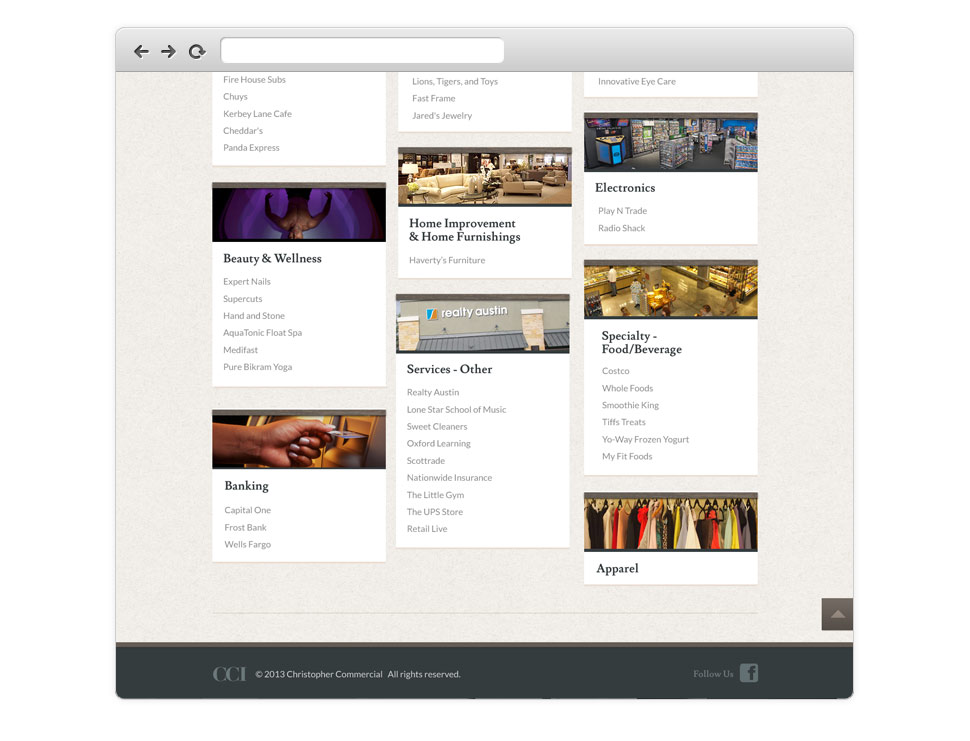 Fire House Subs
Chuys
Kerbey Lane Cafe
Cheddar's
Panda Express
Beauty & Wellness
Expert Nails
Supercuts
Hand and Stone
AquaTonic Float Spa
Medifast
Pure Bikram Yoga
Banking
Capital One
Frost Bank
Wells Fargo
Lions, Tigers, and Toys
Fast Frame
Jared's Jewelry
Home Improvement
& Home Furnishings
Haverty's Furniture
realty austin
Services - Other
Realty Austin
Lone Star School of Music
Sweet Cleaners
Oxford Learning
Scottrade
Nationwide Insurance
The Little Gym
The UPS Store
Retail Live
Innovative Eye Care
Electronics
Play N Trade
Radio Shack
Specialty -
Food/Beverage
Costco
Whole Foods
Smoothie King
Tiffs Treats
Yo-Way Frozen Yogurt
My Fit Foods
Apparel
CCI © 2013 Christopher Commercial All rights reserved.
Follow Us f